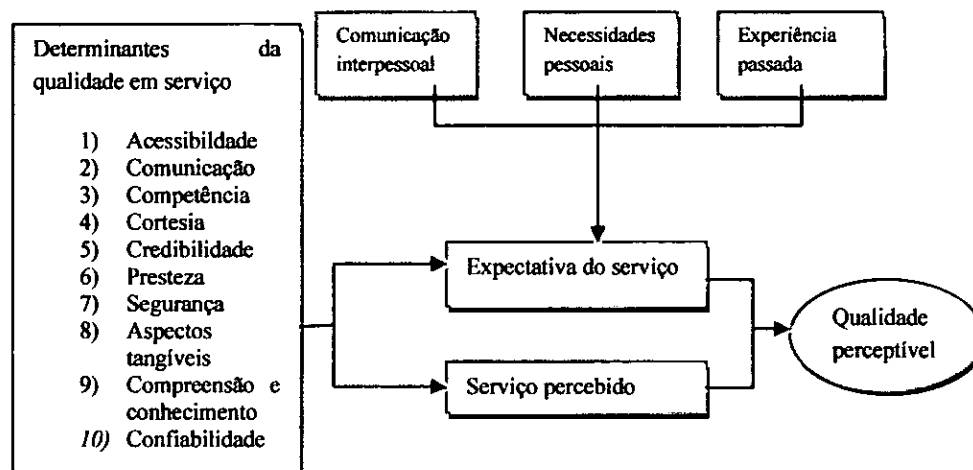 Determinantes da
qualidade em serviço
1) Acessibildade
2) Comunicação
3) Competência
4) Cortesia
5) Credibilidade
6) Presteza
7) Segurança
8) Aspectos
tangíveis
9) Compreensão e
conhecimento
10) Confiabilidade
Comunicação
interpessoal
Necessidades
pessoais
Experiência
passada
Expectativa do serviço
Serviço percebido
Qualidade
perceptível